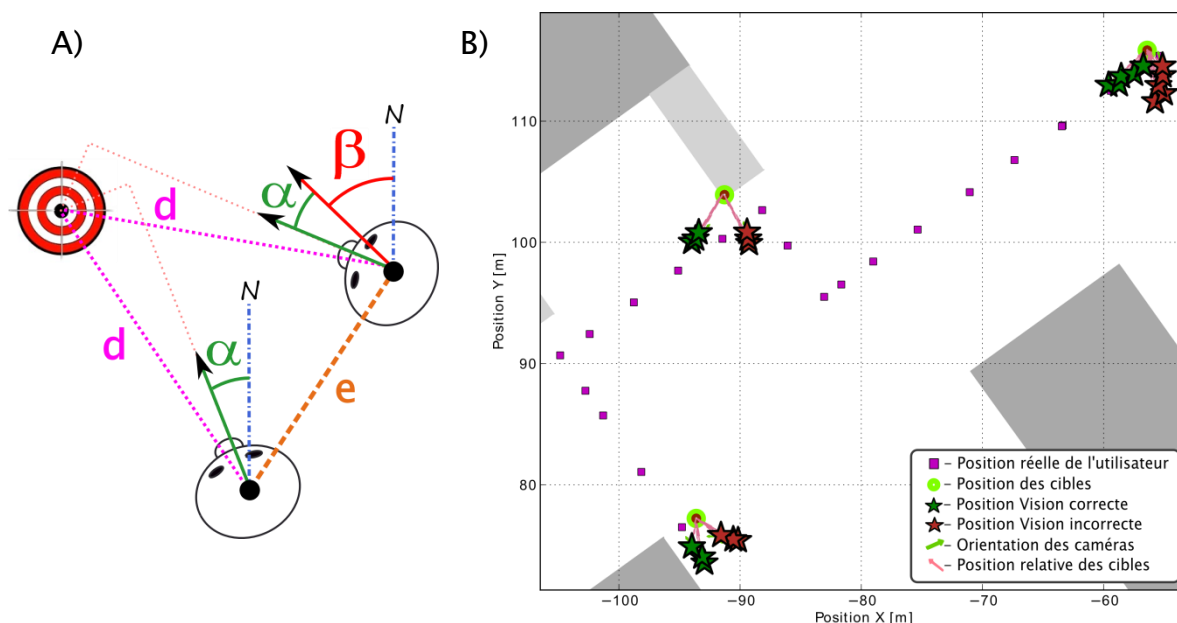 A)
N
β
α
d
N
d
α
e
B)
110
100
90
80
Position Y [m]
−100
−90
−80
−70
−60
Position X [m]
– Position réelle de l'utilisateur
– Position des cibles
– Position Vision correcte
– Position Vision incorrecte
– Orientation des caméras
– Position relative des cibles